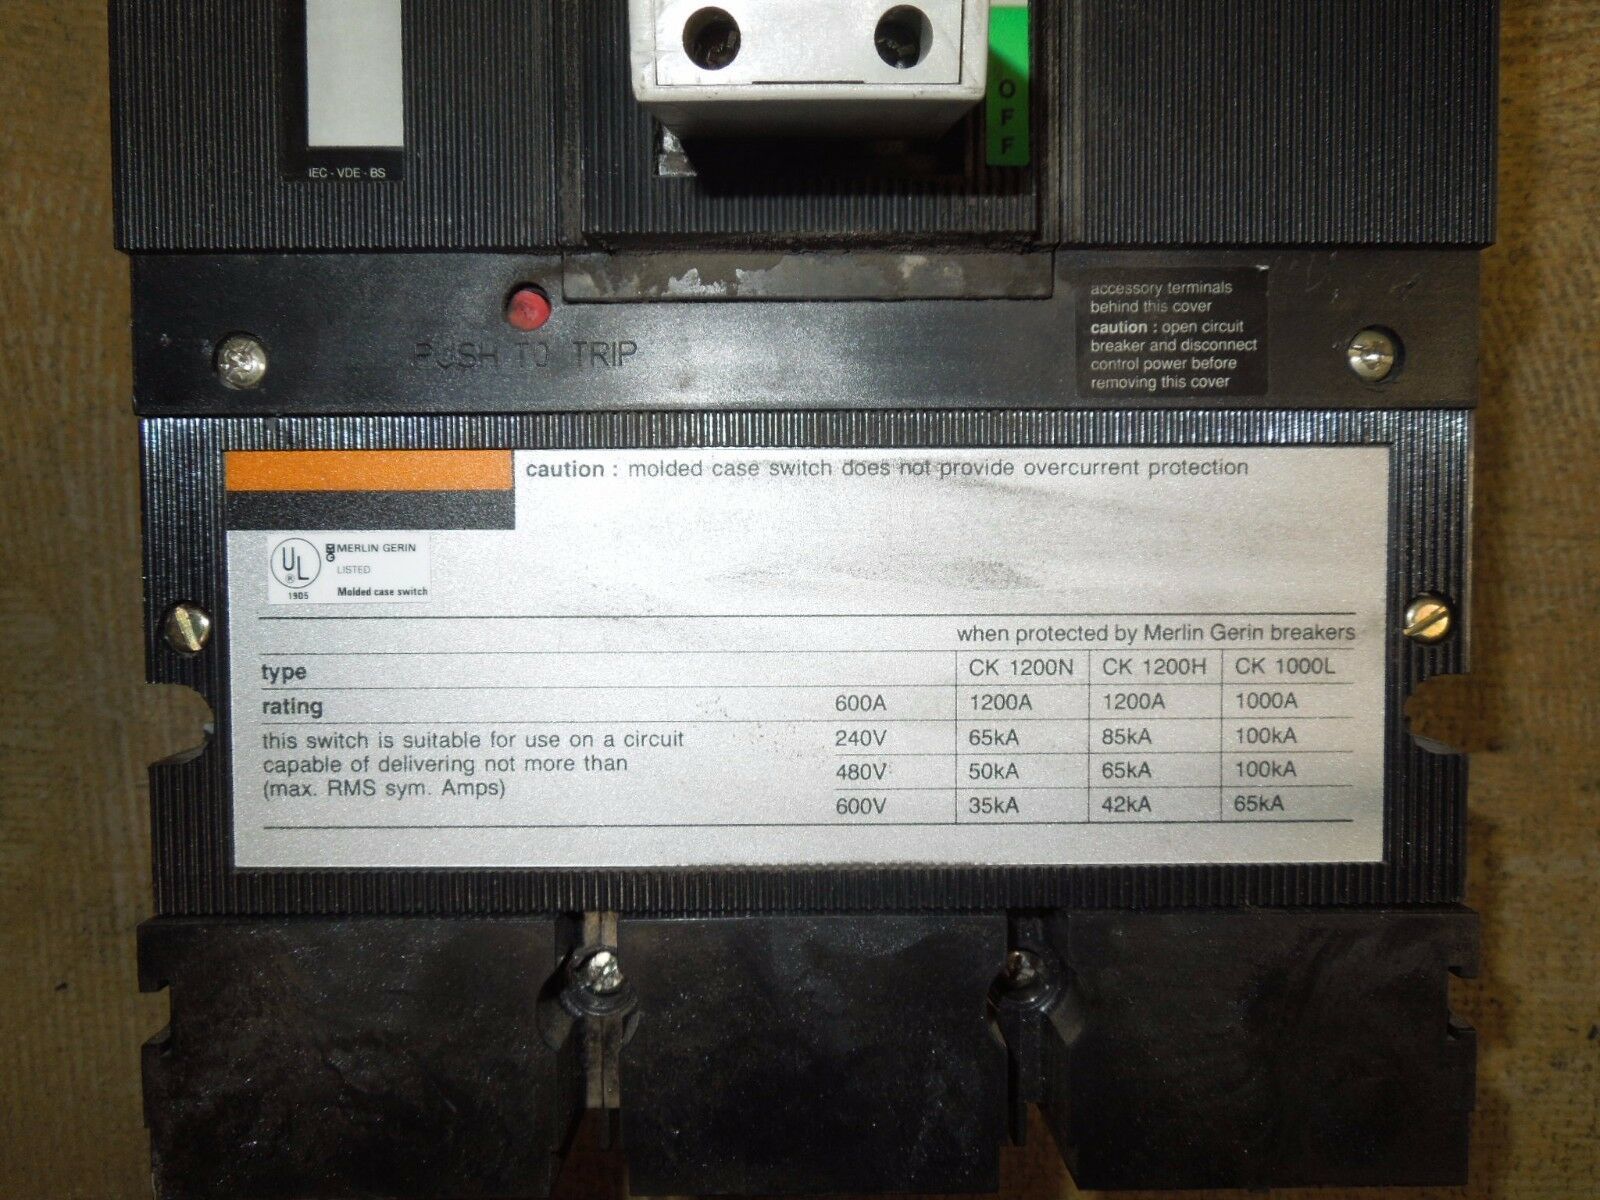 OFF
IEC - VDE - BS
PUSH TO TRIP
accessory terminals
behind this cover
caution : open circuit
breaker and disconnect
control power before
removing this cover
caution : molded case switch does not provide overcurrent protection
UL ® MERLIN GERIN
LISTED
1905 Molded case switch
when protected by Merlin Gerin breakers
type CK 1200N CK 1200H CK 1000L
rating 600A 1200A 1200A 1000A
this switch is suitable for use on a circuit 240V 65kA 85kA 100kA
capable of delivering not more than 480V 50kA 65kA 100kA
(max. RMS sym. Amps) 600V 35kA 42kA 65kA